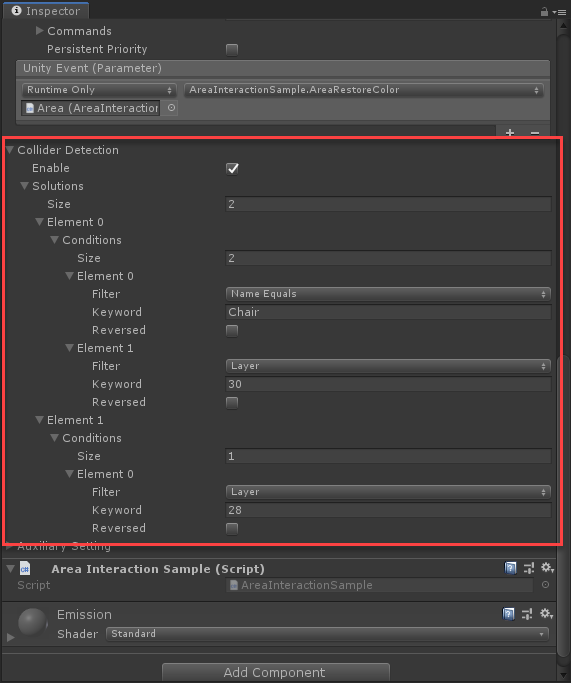 Inspector
Commands
Persistent Priority
Unity Event (Parameter)
Runtime Only AreaInteractionSample.AreaRestoreColor
Area (AreaInteraction
+ −
Collider Detection
Enable
Solutions
Size 2
Element 0
Conditions
Size 2
Element 0
Filter Name Equals
Keyword Chair
Reversed
Element 1
Filter Layer
Keyword 30
Reversed
Element 1
Conditions
Size 1
Element 0
Filter Layer
Keyword 28
Reversed
Auxiliary Setting
Area Interaction Sample (Script)
Script AreaInteractionSample
Emission
Shader Standard
Add Component